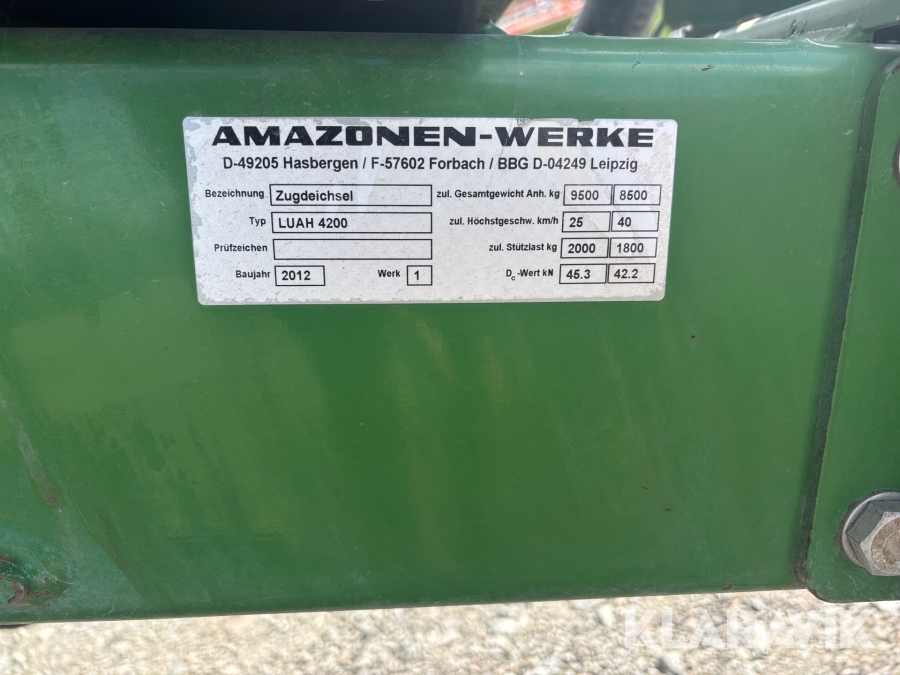 AMAZONEN-WERKE
D-49205 Hasbergen / F-57602 Forbach / BBG D-04249 Leipzig
Bezeichnung Zugdeichsel zul. Gesamtgewicht Anh. kg 9500 8500
Typ LUAH 4200 zul. Höchstgeschw. km/h 25 40
Prüfzeichen zul. Stützlast kg 2000 1800
Baujahr 2012 Werk 1 Dc-Wert kN 45.3 42.2
KLARAVIK